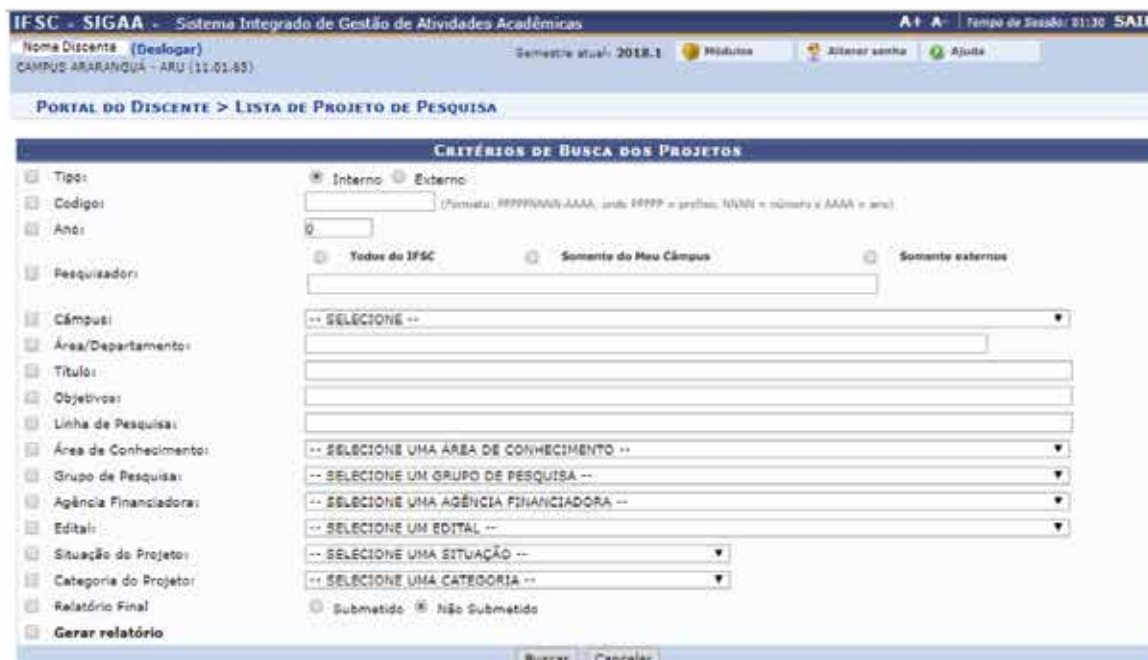 IFSC - SIGAA - Sistema Integrado de Gestão de Atividades Acadêmicas A+ A- Tempo de Sessão: 01:30 SAIR
Nome Discente (Deslogar) Semestre atual: 2018.1 Módulos Alterar senha Ajuda
CAMPUS ARARANGUÁ - ARU (11.01.65)
PORTAL DO DISCENTE > LISTA DE PROJETO DE PESQUISA
CRITÉRIOS DE BUSCA DOS PROJETOS
Tipo: Interno Externo
Codigo: (Formato: PPPPPNNNN-AAAA, onde PPPPP = prefixo, NNNN = número e AAAA = ano)
Ano: 0
Todos do IFSC Somente do Meu Câmpus Somente externos
Pesquisador:
Câmpus: -- SELECIONE --
Área/Departamento:
Título:
Objetivos:
Linha de Pesquisa:
Área de Conhecimento: -- SELECIONE UMA ÁREA DE CONHECIMENTO --
Grupo de Pesquisa: -- SELECIONE UM GRUPO DE PESQUISA --
Agência Financiadora: -- SELECIONE UMA AGÊNCIA FINANCIADORA --
Edital: -- SELECIONE UM EDITAL --
Situação do Projeto: -- SELECIONE UMA SITUAÇÃO --
Categoria do Projeto: -- SELECIONE UMA CATEGORIA --
Relatório Final Submetido Não Submetido
Gerar relatório
Buscar Cancelar